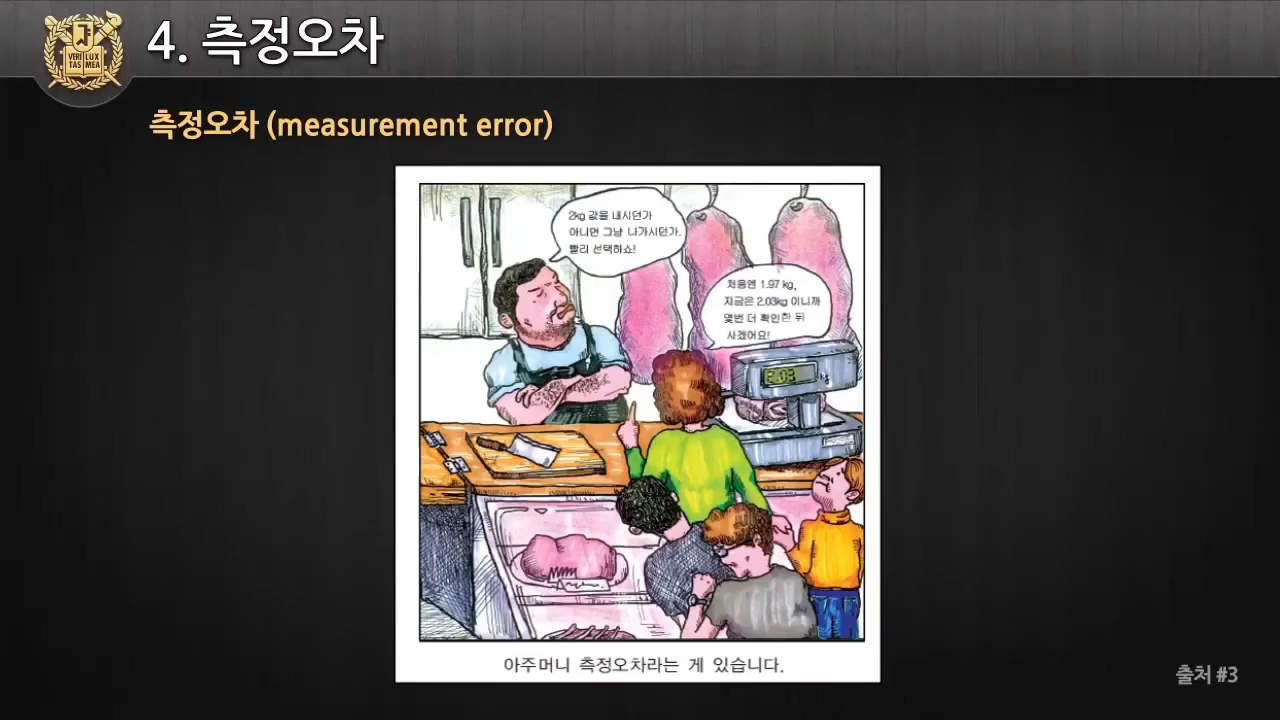 4. 측정오차
VERI LUX
TAS MEA
측정오차 (measurement error)
2kg 값을 내시던가
아니면 그냥 나가시던가.
빨리 선택하쇼!
처음엔 1.97 kg,
지금은 2.03kg 이니까
몇번 더 확인한 뒤
사겠어요!
2.03
아주머니 측정오차라는 게 있습니다.
출처 #3